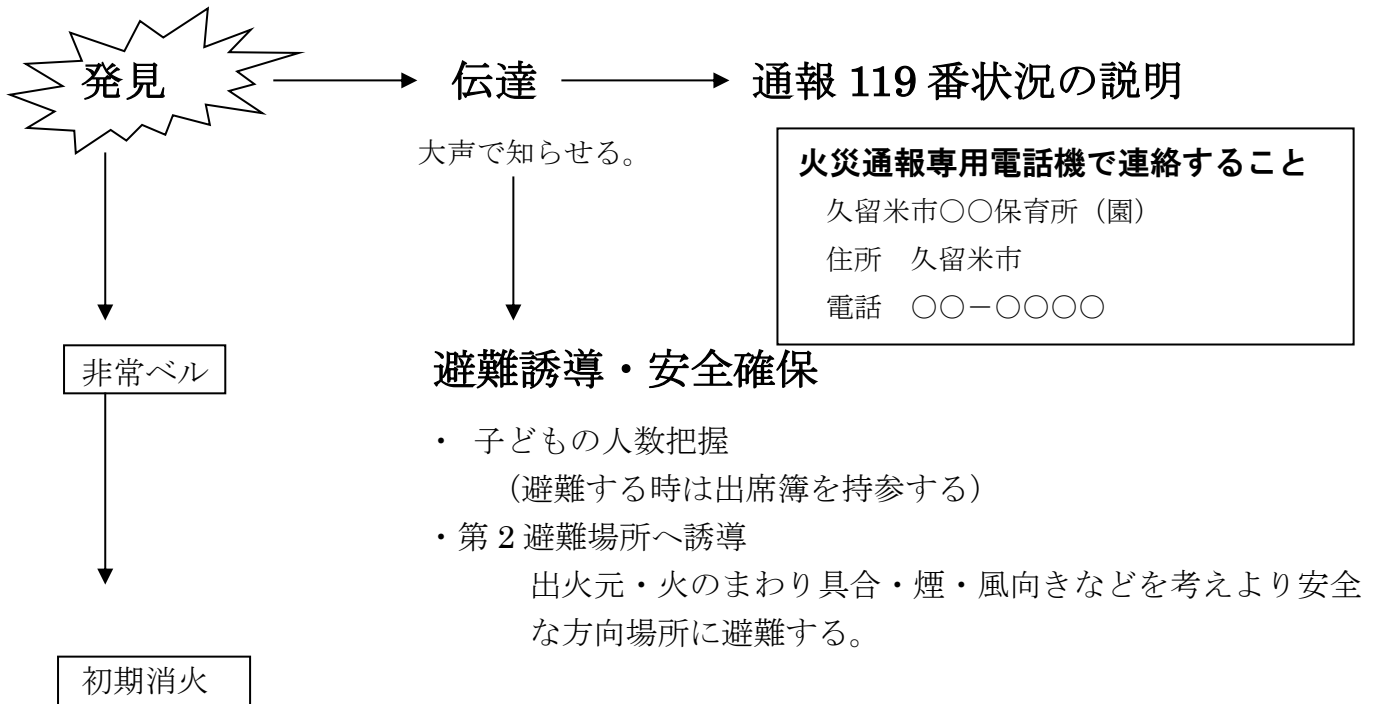 発見
伝達
通報 119 番状況の説明
大声で知らせる。
火災通報専用電話機で連絡すること
久留米市○○保育所（園）
住所　久留米市
電話　○○－○○○○
非常ベル
避難誘導・安全確保
・ 子どもの人数把握
（避難する時は出席簿を持参する）
・第 2 避難場所へ誘導
出火元・火のまわり具合・煙・風向きなどを考えより安全
な方向場所に避難する。
初期消火